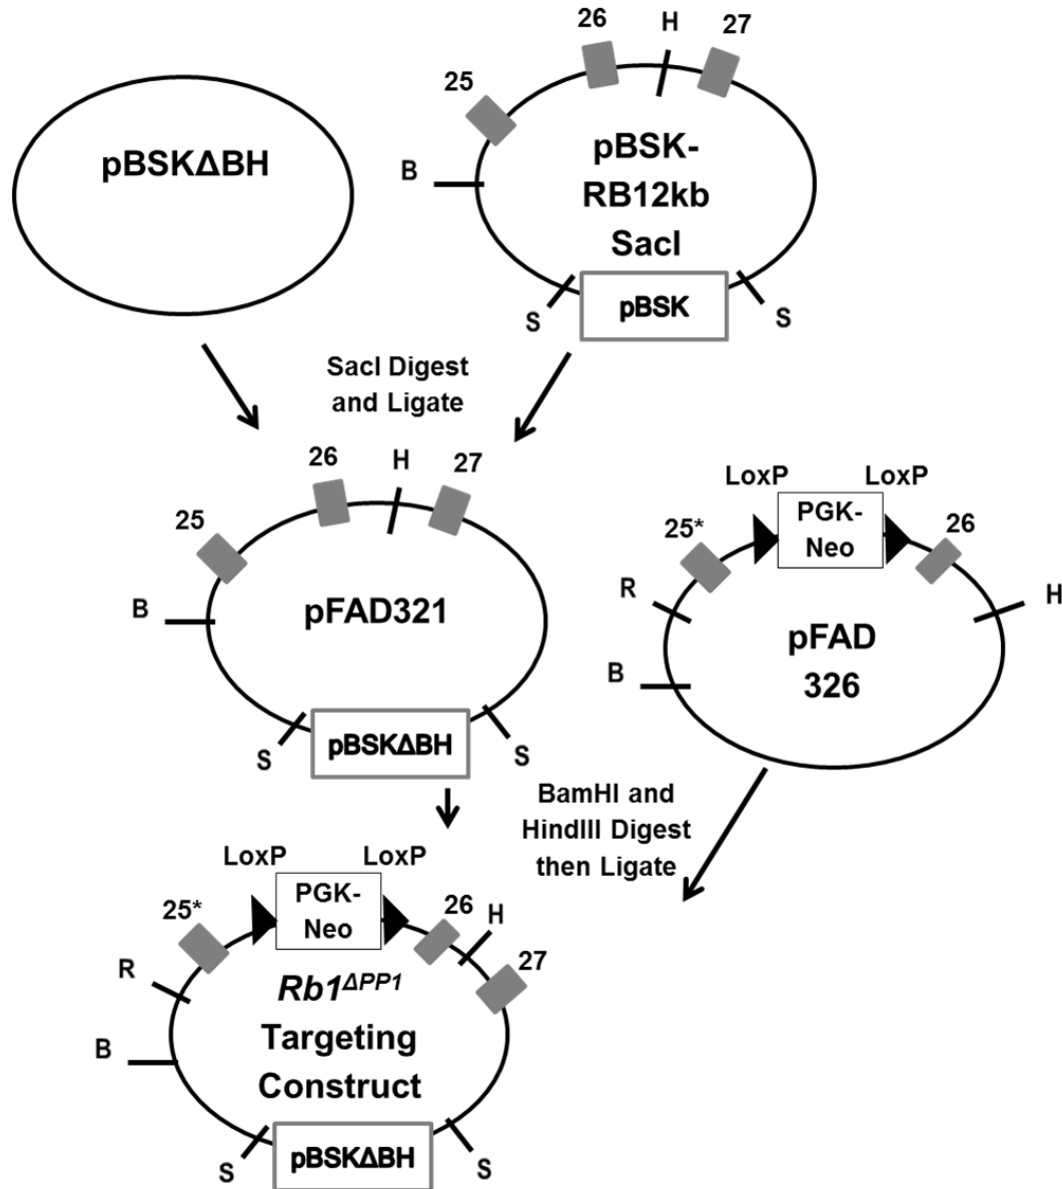 pBSKΔBH
25
26
H
27
B
pBSK-
RB12kb
SacI
S
pBSK
S
SacI Digest
and Ligate
25
26
H
27
B
pFAD321
S
pBSKΔBH
S
LoxP
LoxP
PGK-
Neo
25*
26
R
H
B
pFAD
326
BamHI and
HindIII Digest
then Ligate
LoxP
LoxP
PGK-
Neo
25*
26
H
27
R
B
Rb1ΔPP1
Targeting
Construct
S
pBSKΔBH
S